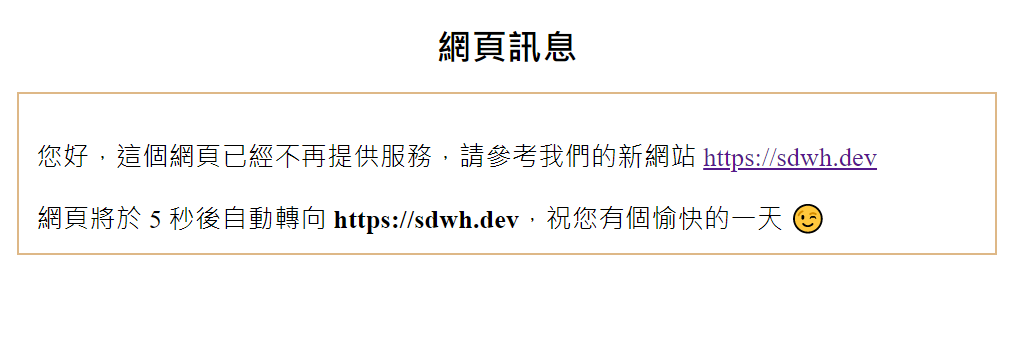 網頁訊息
您好，這個網頁已經不再提供服務，請參考我們的新網站 https://sdwh.dev
網頁將於 5 秒後自動轉向 https://sdwh.dev，祝您有個愉快的一天 😉